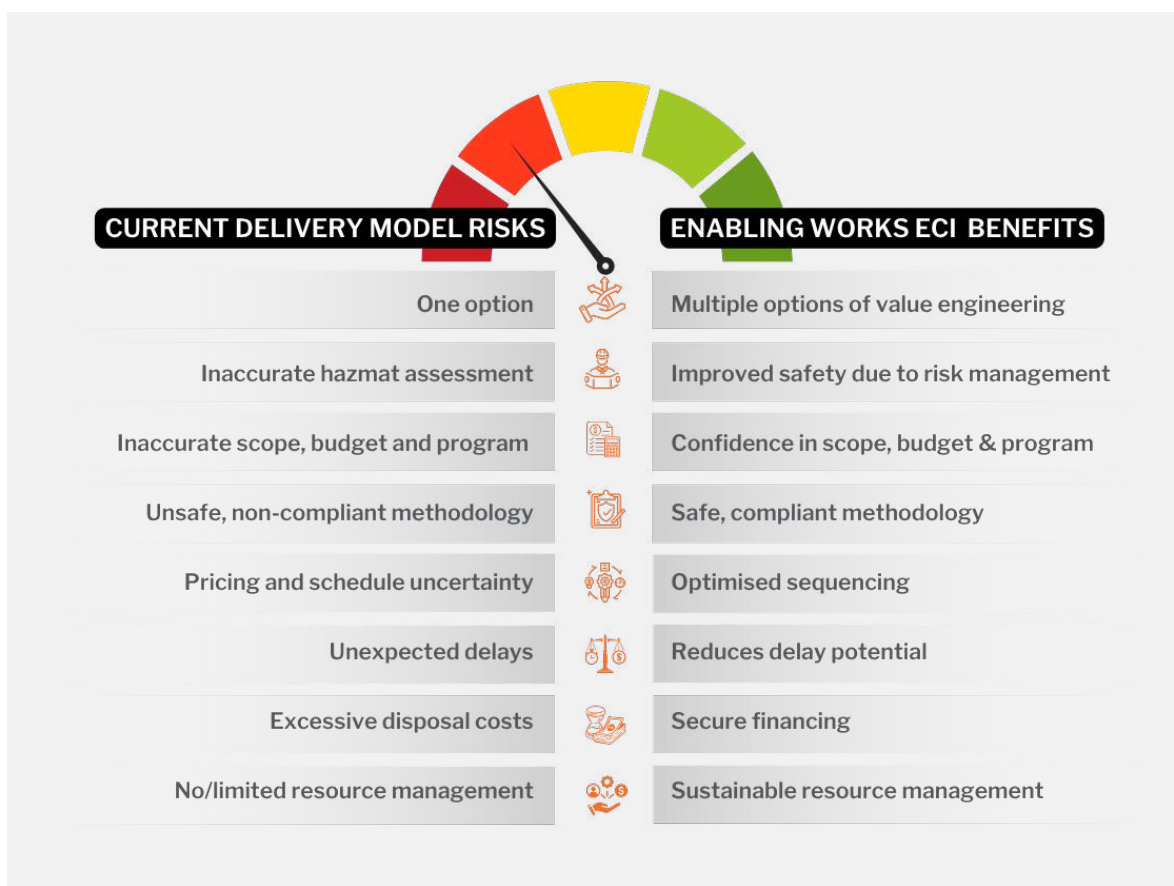 CURRENT DELIVERY MODEL RISKS
ENABLING WORKS ECI BENEFITS
One option
Multiple options of value engineering
Inaccurate hazmat assessment
Improved safety due to risk management
Inaccurate scope, budget and program
Confidence in scope, budget & program
Unsafe, non-compliant methodology
Safe, compliant methodology
Pricing and schedule uncertainty
Optimised sequencing
Unexpected delays
Reduces delay potential
Excessive disposal costs
Secure financing
No/limited resource management
Sustainable resource management